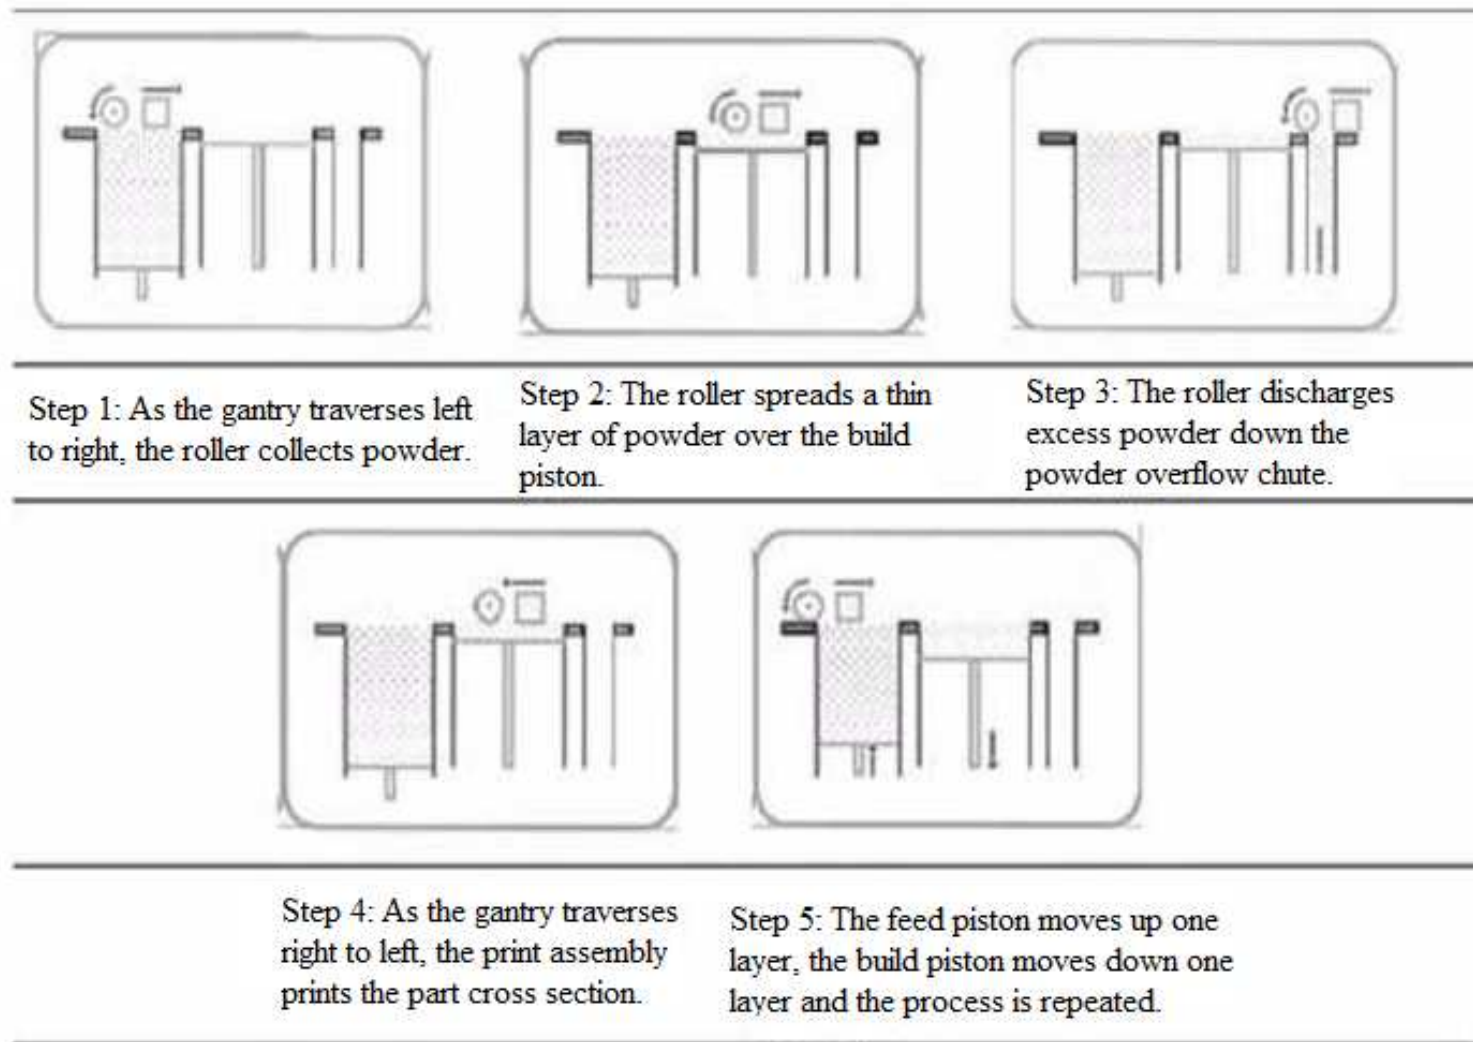 Step 1: As the gantry traverses left
to right, the roller collects powder.
Step 2: The roller spreads a thin
layer of powder over the build
piston.
Step 3: The roller discharges
excess powder down the
powder overflow chute.
Step 4: As the gantry traverses
right to left, the print assembly
prints the part cross section.
Step 5: The feed piston moves up one
layer, the build piston moves down one
layer and the process is repeated.